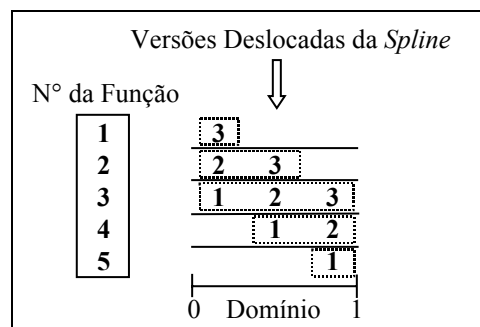 Versões Deslocadas da Spline
N° da Função
1 3
2 2 3
3 1 2 3
4 1 2
5 1
0 Domínio 1